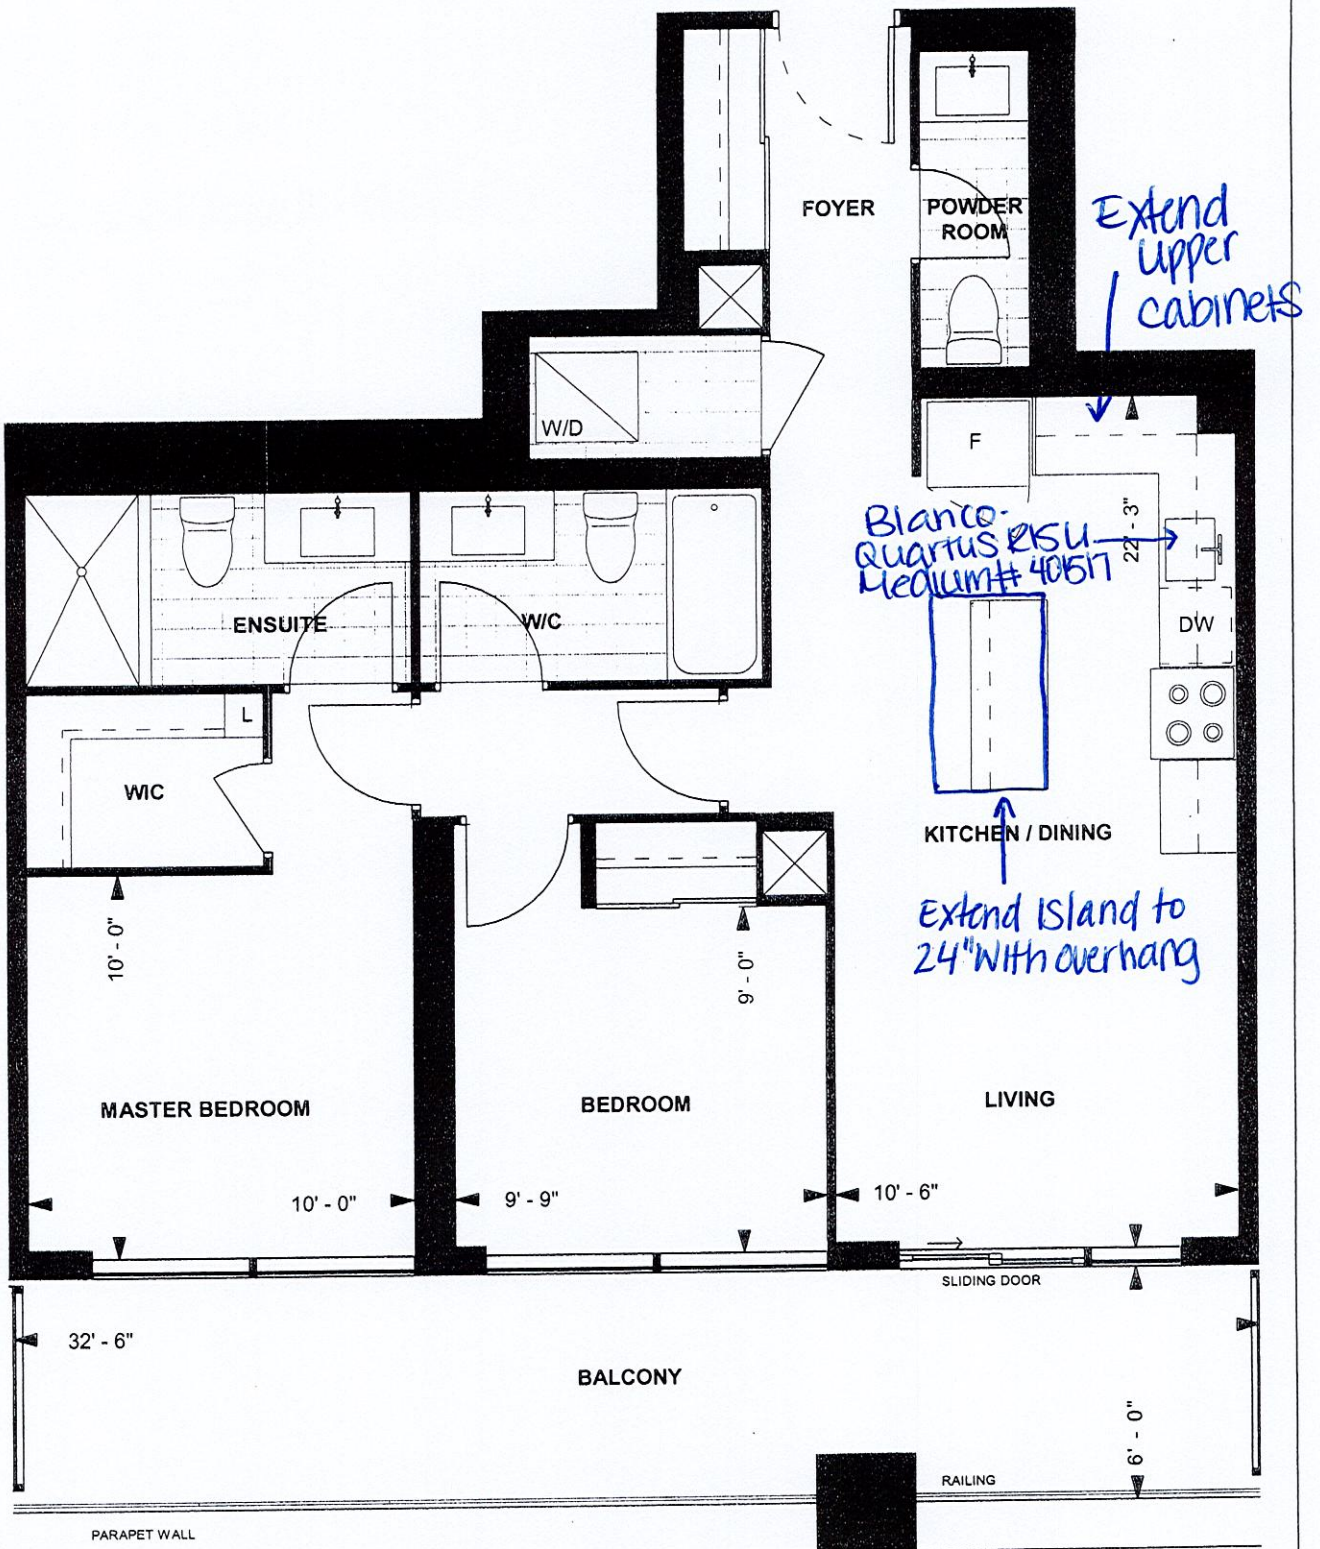 FOYER
POWDER
ROOM
Extend
upper
cabinets
W/D
F
22' - 3"
Blanco-
Quartus R15 U
Medium # 401517
ENSUITE
W/C
DW
L
WIC
KITCHEN / DINING
Extend Island to
24" With overhang
10' - 0"
9' - 0"
MASTER BEDROOM
BEDROOM
LIVING
10' - 0"
9' - 9"
10' - 6"
SLIDING DOOR
32' - 6"
BALCONY
6' - 0"
RAILING
PARAPET WALL